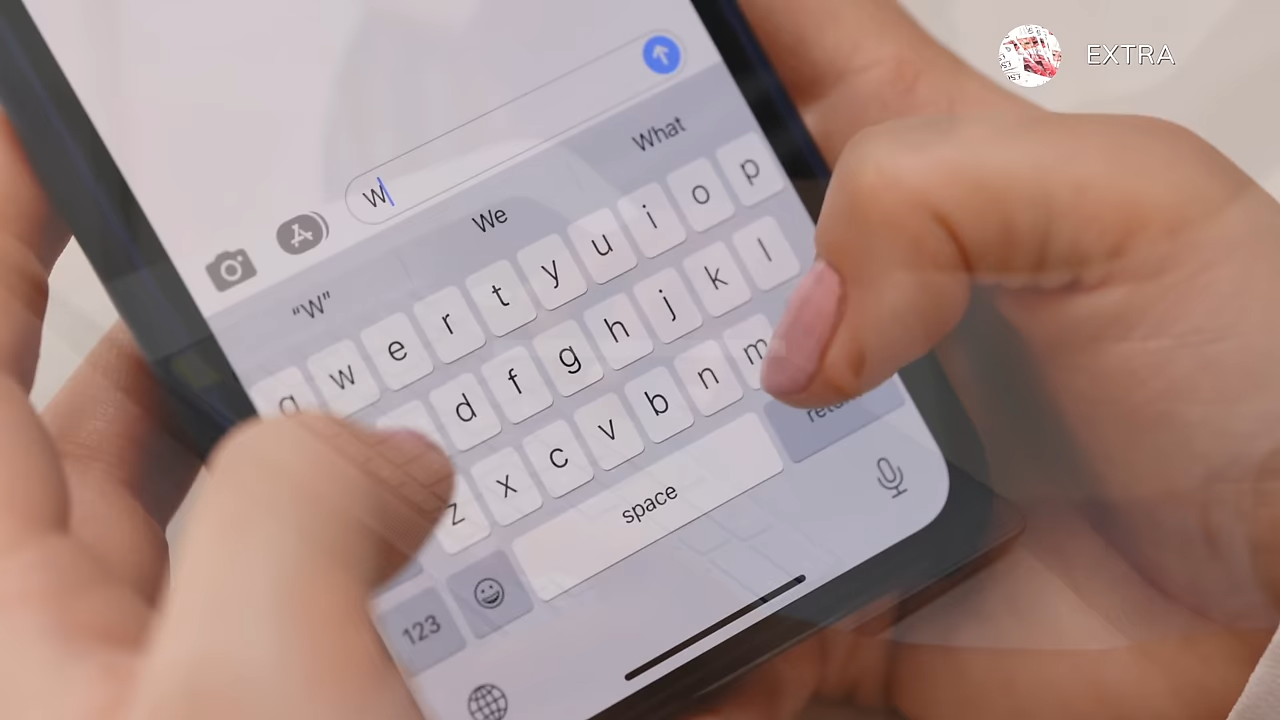 EXTRA
W
"W" We What
q w e r t y u i o p
d f g h j k l
z x c v b n m
123 space